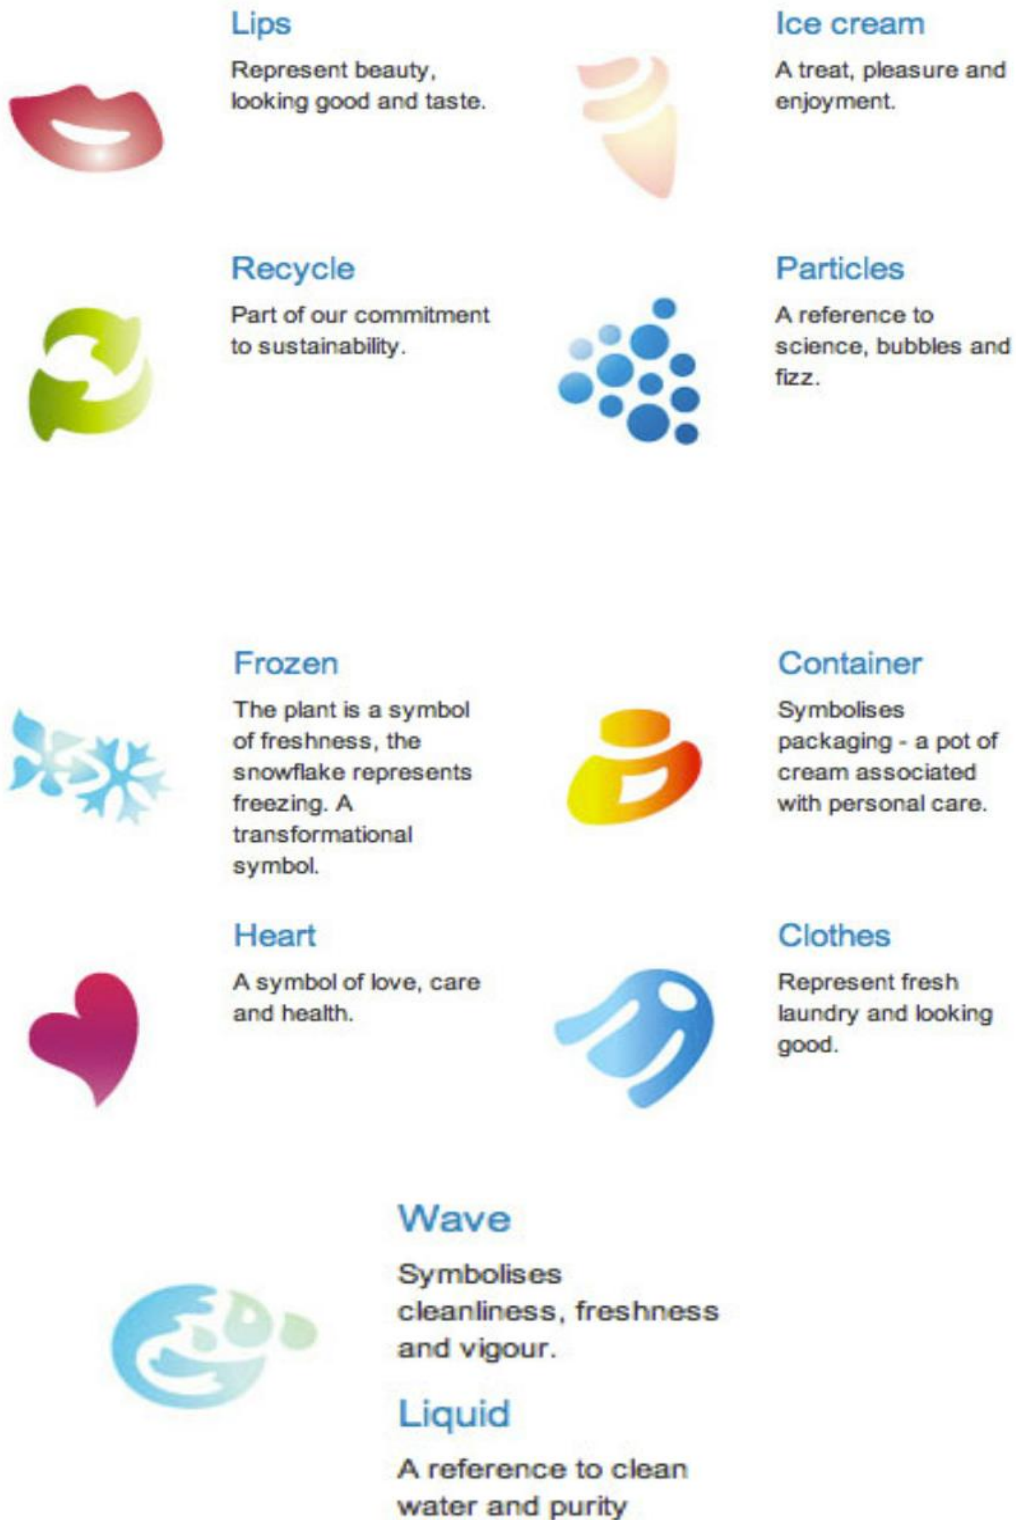 Lips
Represent beauty,
looking good and taste.
Ice cream
A treat, pleasure and
enjoyment.
Recycle
Part of our commitment
to sustainability.
Particles
A reference to
science, bubbles and
fizz.
Frozen
The plant is a symbol
of freshness, the
snowflake represents
freezing. A
transformational
symbol.
Container
Symbolises
packaging - a pot of
cream associated
with personal care.
Heart
A symbol of love, care
and health.
Clothes
Represent fresh
laundry and looking
good.
Wave
Symbolises
cleanliness, freshness
and vigour.
Liquid
A reference to clean
water and purity